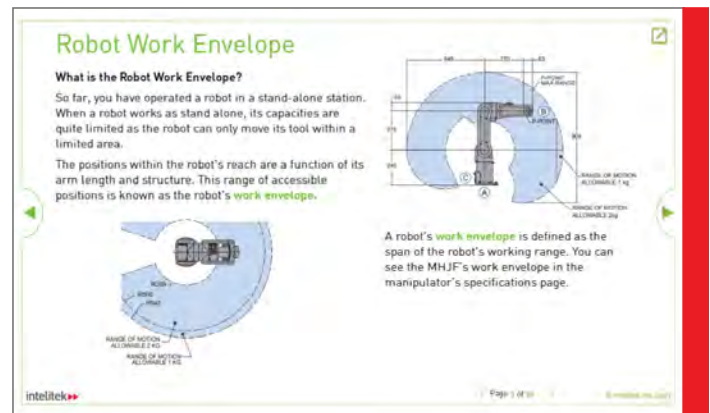 Robot Work Envelope
What is the Robot Work Envelope?
So far, you have operated a robot in a stand-alone station.
When a robot works as stand alone, its capacities are
quite limited as the robot can only move its tool within a
limited area.
The positions within the robot's reach are a function of its
arm length and structure. This range of accessible
positions is known as the robot's work envelope.
RANGE OF MOTION
ALLOWABLE 2 KG
RANGE OF MOTION
ALLOWABLE 1 KG
P-POINT
MAX RANGE
B
P-POINT
C
A
RANGE OF MOTION
ALLOWABLE 1 kg
RANGE OF MOTION
ALLOWABLE 2kg
A robot's work envelope is defined as the
span of the robot's working range. You can
see the MHJF's work envelope in the
manipulator's specifications page.
intelitek